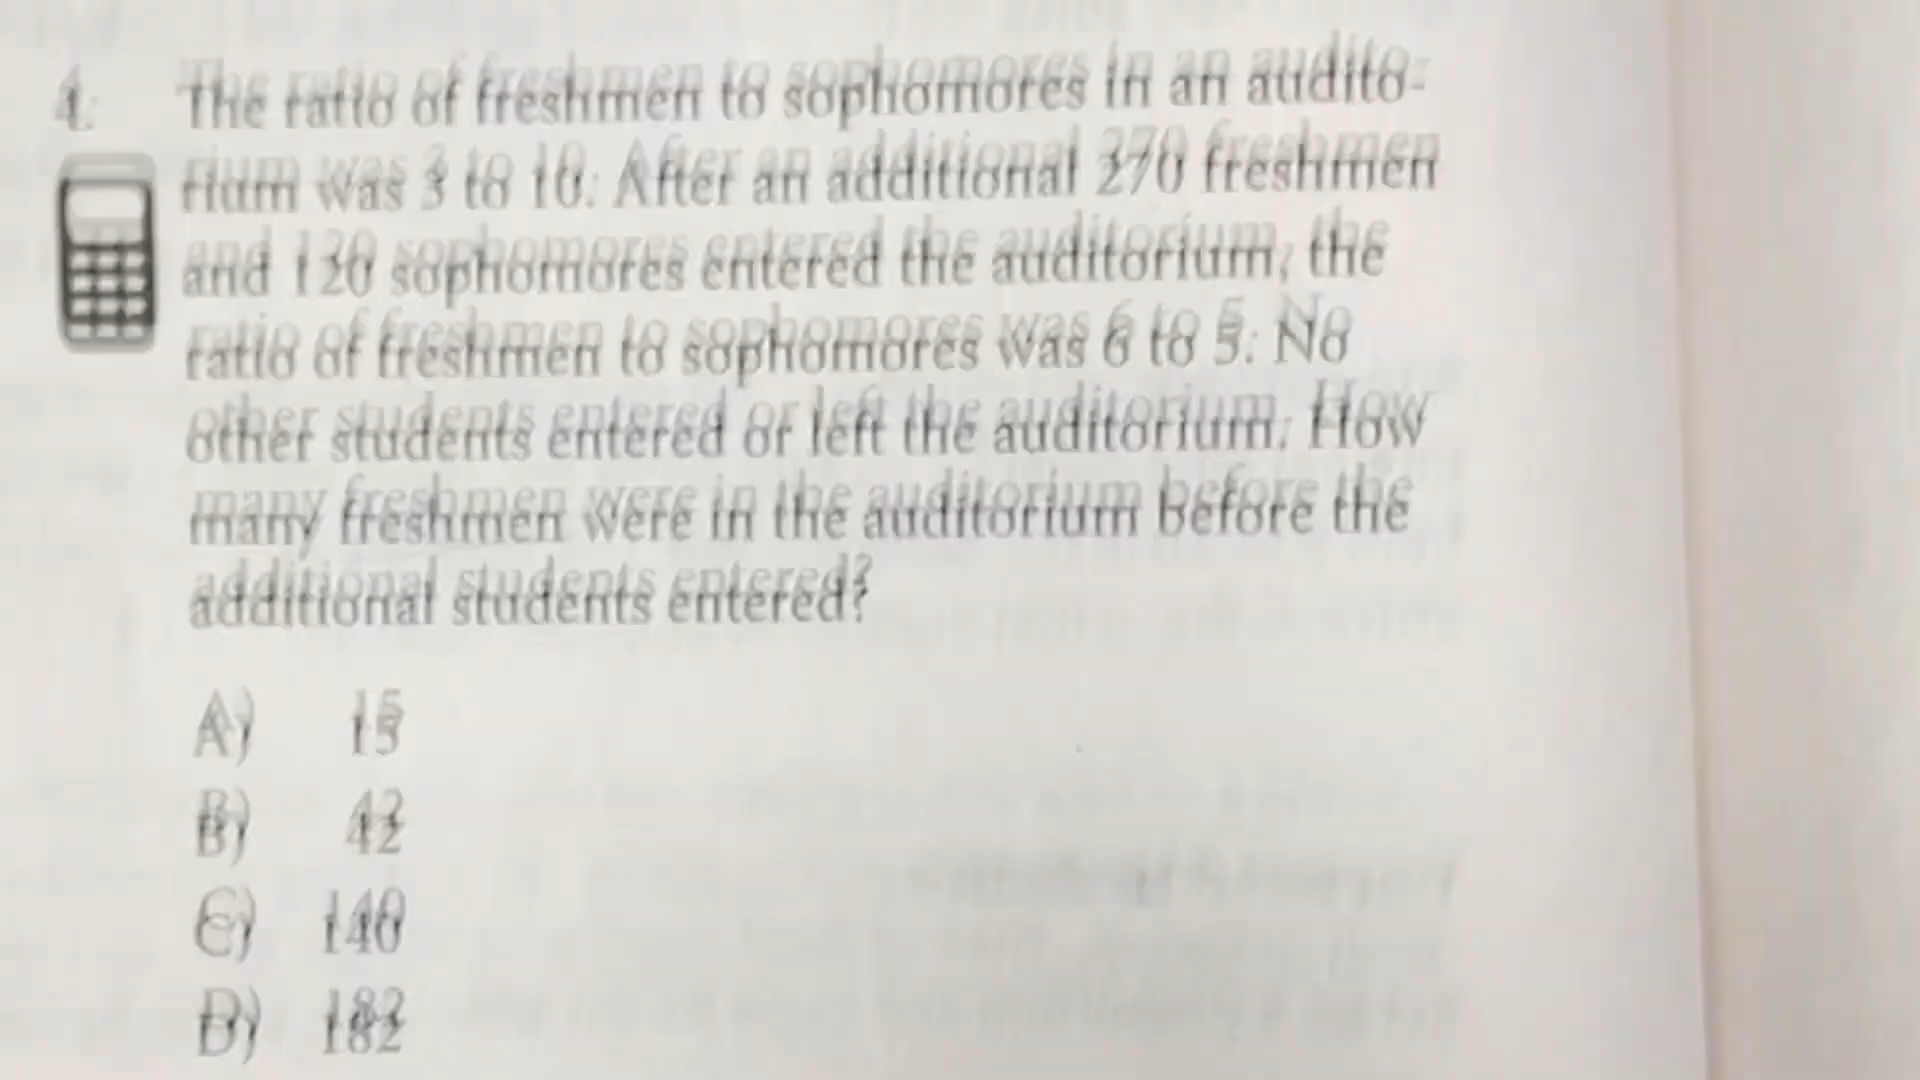 4. The ratio of freshmen to sophomores in an audito-
rium was 3 to 10. After an additional 270 freshmen
and 120 sophomores entered the auditorium, the
ratio of freshmen to sophomores was 6 to 5. No
other students entered or left the auditorium. How
many freshmen were in the auditorium before the
additional students entered?
A) 15
B) 42
C) 140
D) 182